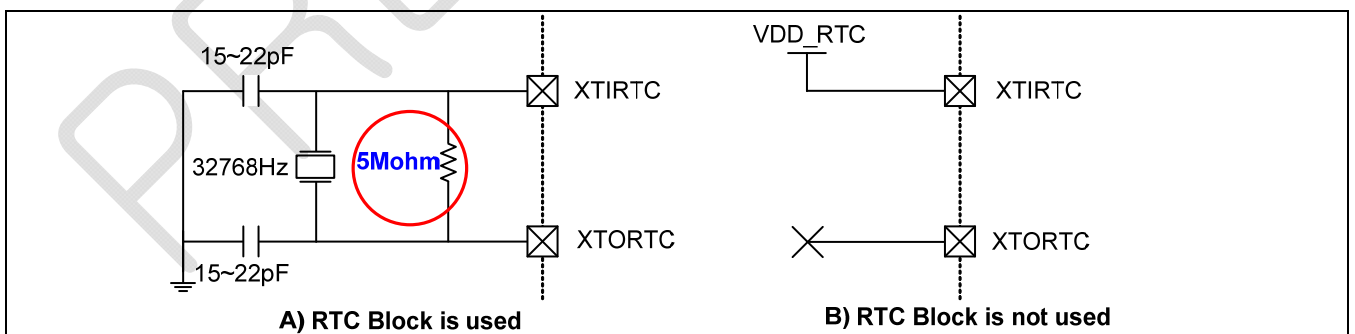 15~22pF
XTIRTC
32768Hz
5Mohm
XTORTC
15~22pF
A) RTC Block is used
VDD_RTC
XTIRTC
XTORTC
B) RTC Block is not used